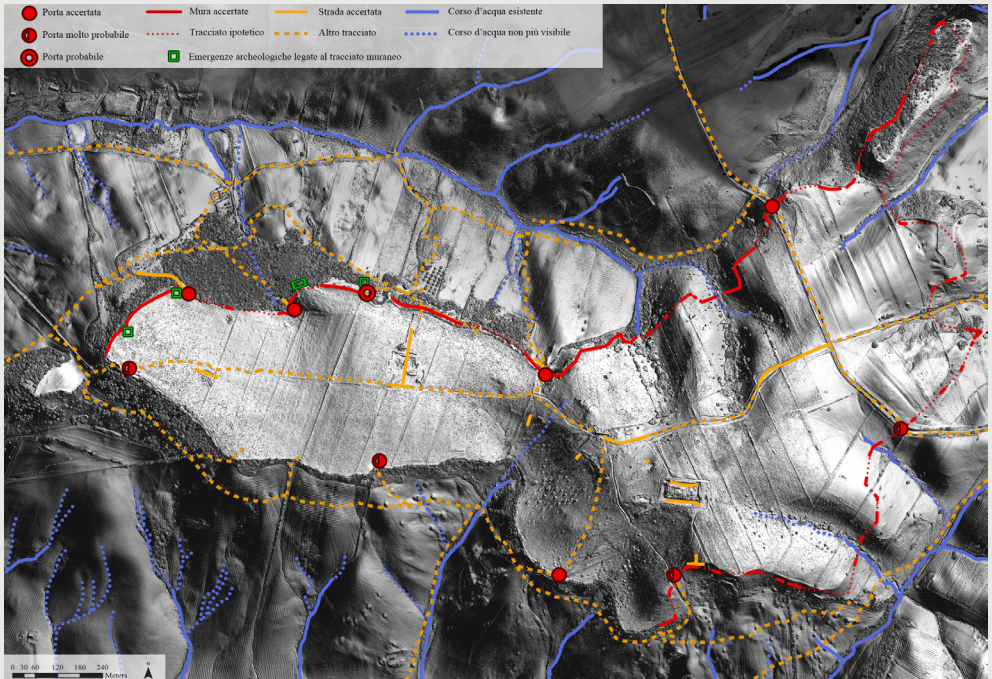 Porta accertata Mura accertate Strada accertata Corso d'acqua esistente
Porta molto probabile Tracciato ipotetico Altro tracciato Corso d'acqua non più visibile
Porta probabile Emergenze archeologiche legate al tracciato muraneo
0 30 60 120 180 240
Meters
N